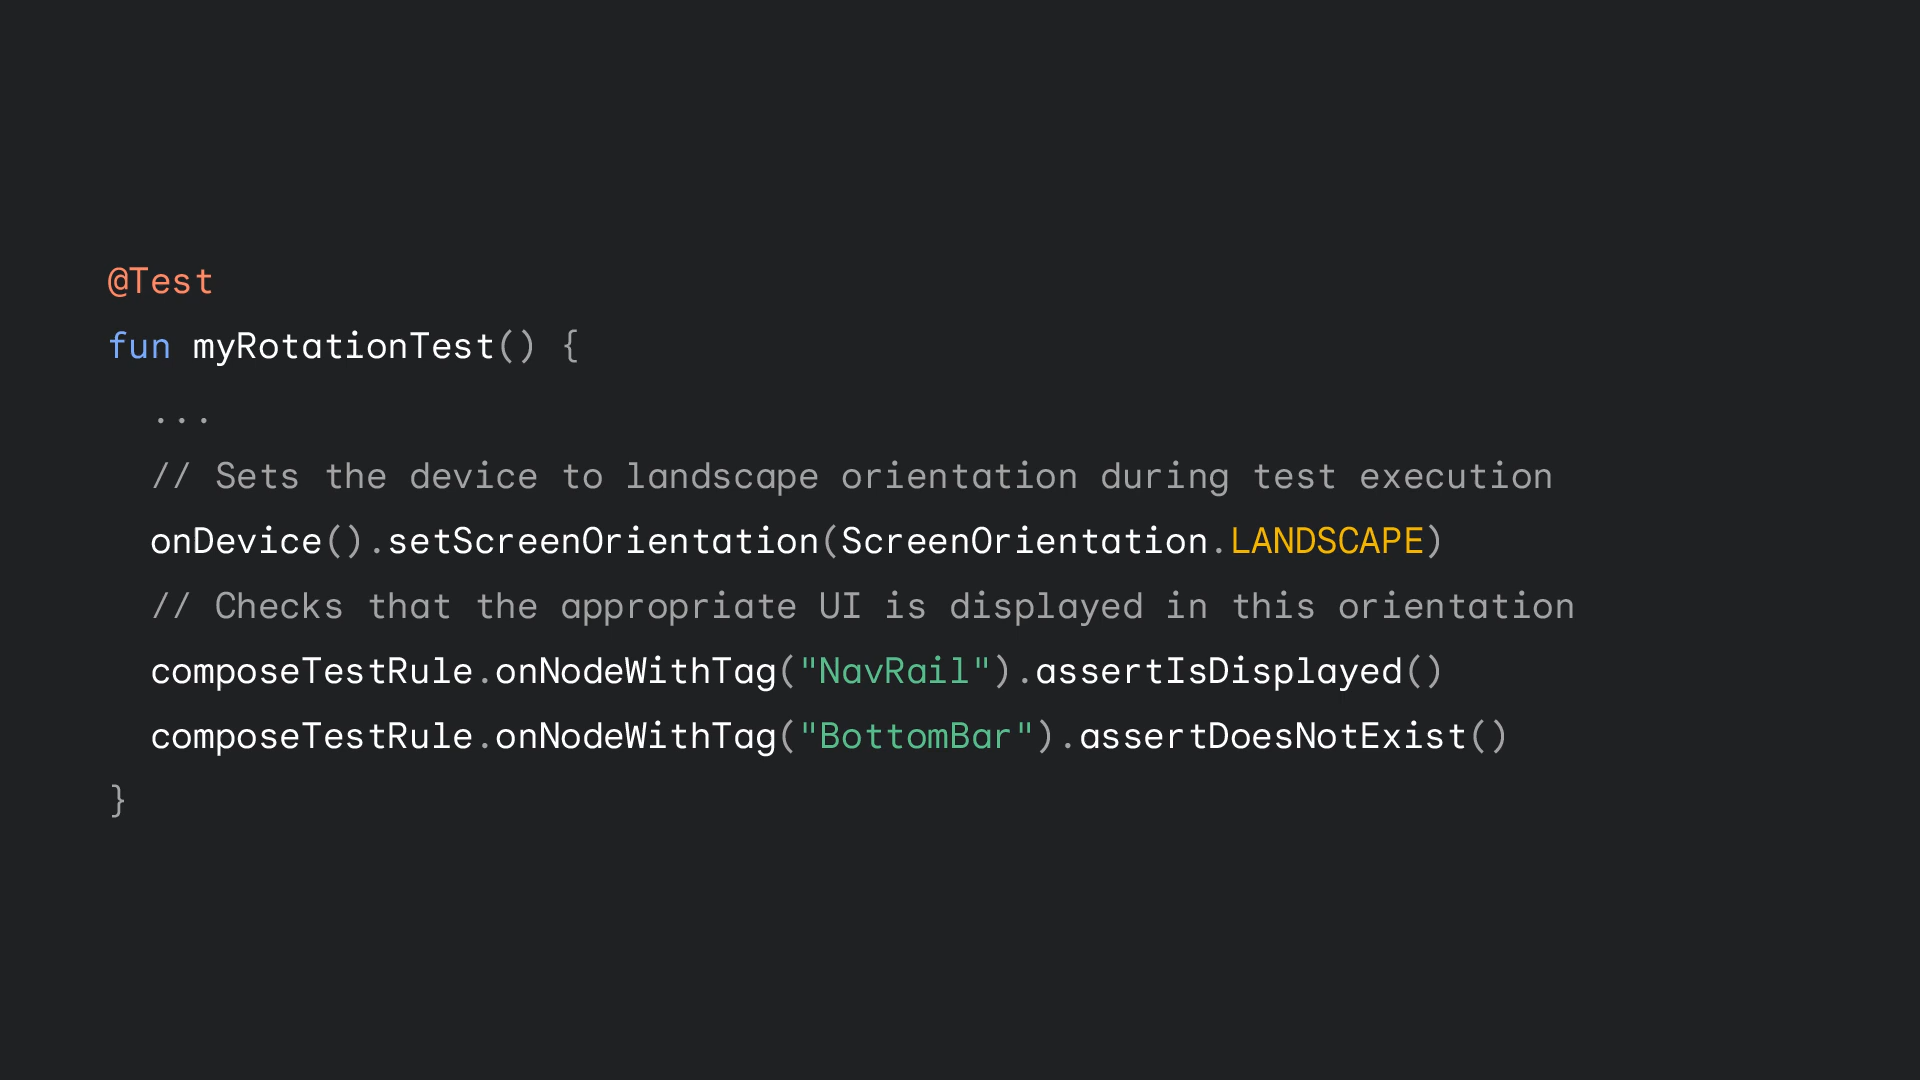 @Test
fun myRotationTest() {
...
// Sets the device to landscape orientation during test execution
onDevice().setScreenOrientation(ScreenOrientation.LANDSCAPE)
// Checks that the appropriate UI is displayed in this orientation
composeTestRule.onNodeWithTag("NavRail").assertIsDisplayed()
composeTestRule.onNodeWithTag("BottomBar").assertDoesNotExist()
}